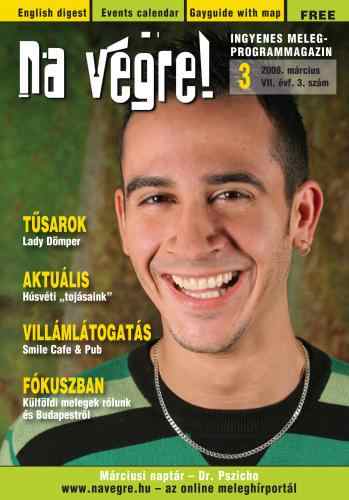 English digest
Events calendar
Gayguide with map
FREE
na végre!
INGYENES MELEG-
PROGRAMMAGAZIN
3
2008. március
VII. évf. 3. szám
TŰSAROK
Lady Dömper
AKTUÁLIS
Húsvéti „tojásaink”
VILLÁMLÁTOGATÁS
Smile Cafe & Pub
FÓKUSZBAN
Külföldi melegek rólunk
és Budapestről
Márciusi naptár – Dr. Pszicho
www.navegre.hu – az online meleghírportál